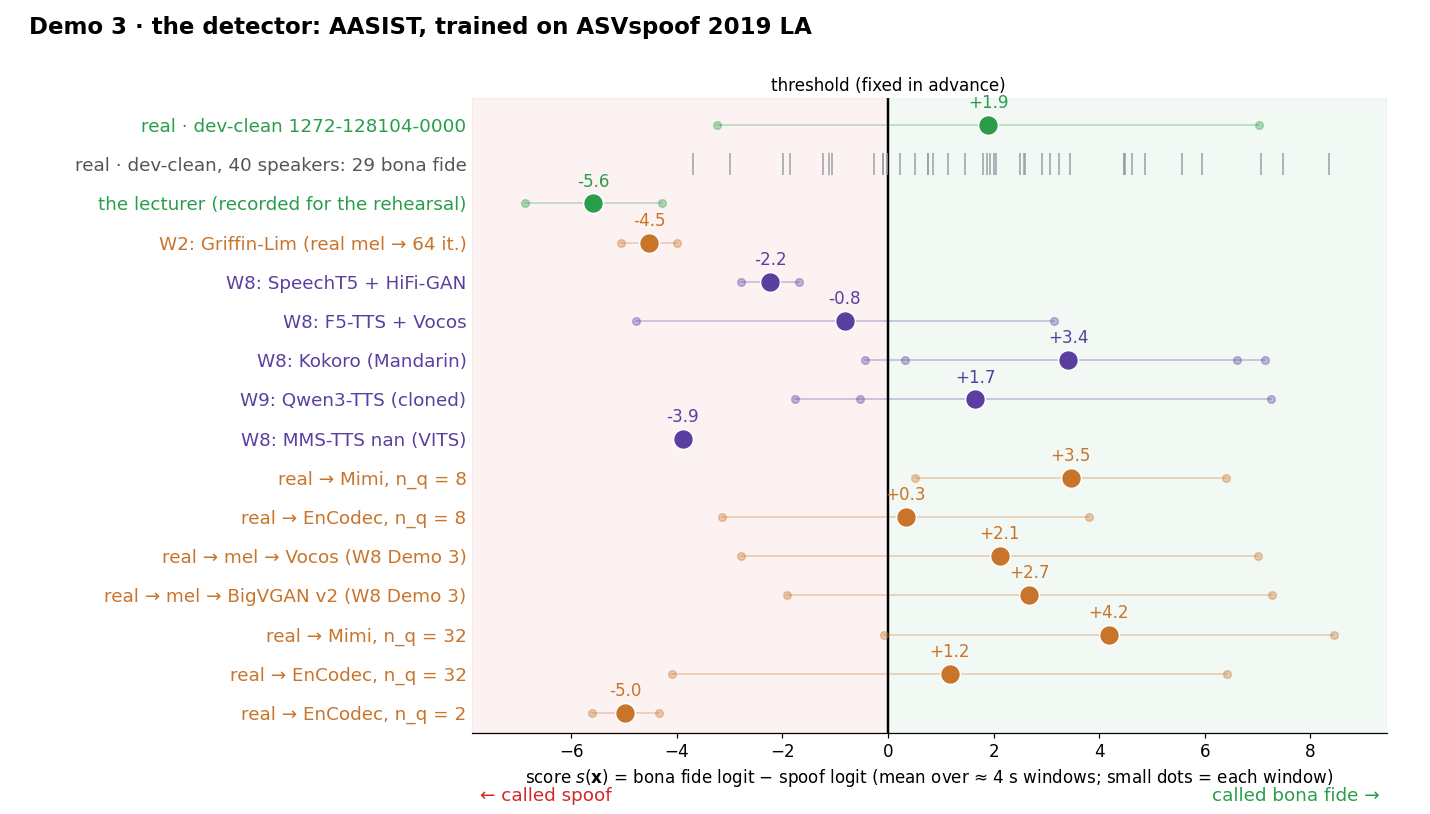 Demo 3 · the detector: AASIST, trained on ASVspoof 2019 LA
threshold (fixed in advance)
real · dev-clean 1272-128104-0000
+1.9
real · dev-clean, 40 speakers: 29 bona fide
the lecturer (recorded for the rehearsal)
-5.6
W2: Griffin-Lim (real mel → 64 it.)
-4.5
W8: SpeechT5 + HiFi-GAN
-2.2
W8: F5-TTS + Vocos
-0.8
W8: Kokoro (Mandarin)
+3.4
W9: Qwen3-TTS (cloned)
+1.7
W8: MMS-TTS nan (VITS)
-3.9
real → Mimi, n_q = 8
+3.5
real → EnCodec, n_q = 8
+0.3
real → mel → Vocos (W8 Demo 3)
+2.1
real → mel → BigVGAN v2 (W8 Demo 3)
+2.7
real → Mimi, n_q = 32
+4.2
real → EnCodec, n_q = 32
+1.2
real → EnCodec, n_q = 2
-5.0
−6 −4 −2 0 2 4 6 8
score s(x) = bona fide logit − spoof logit (mean over ≈ 4 s windows; small dots = each window)
← called spoof
called bona fide →